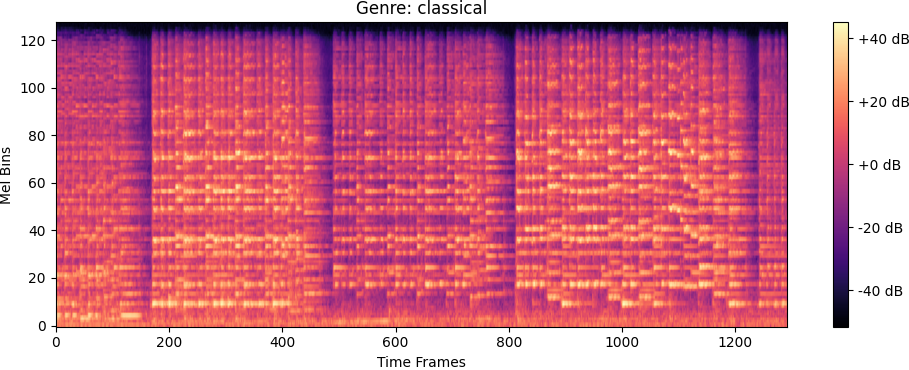 Genre: classical
120
100
80
60
40
20
0
Mel Bins
0 200 400 600 800 1000 1200
Time Frames
+40 dB
+20 dB
+0 dB
-20 dB
-40 dB